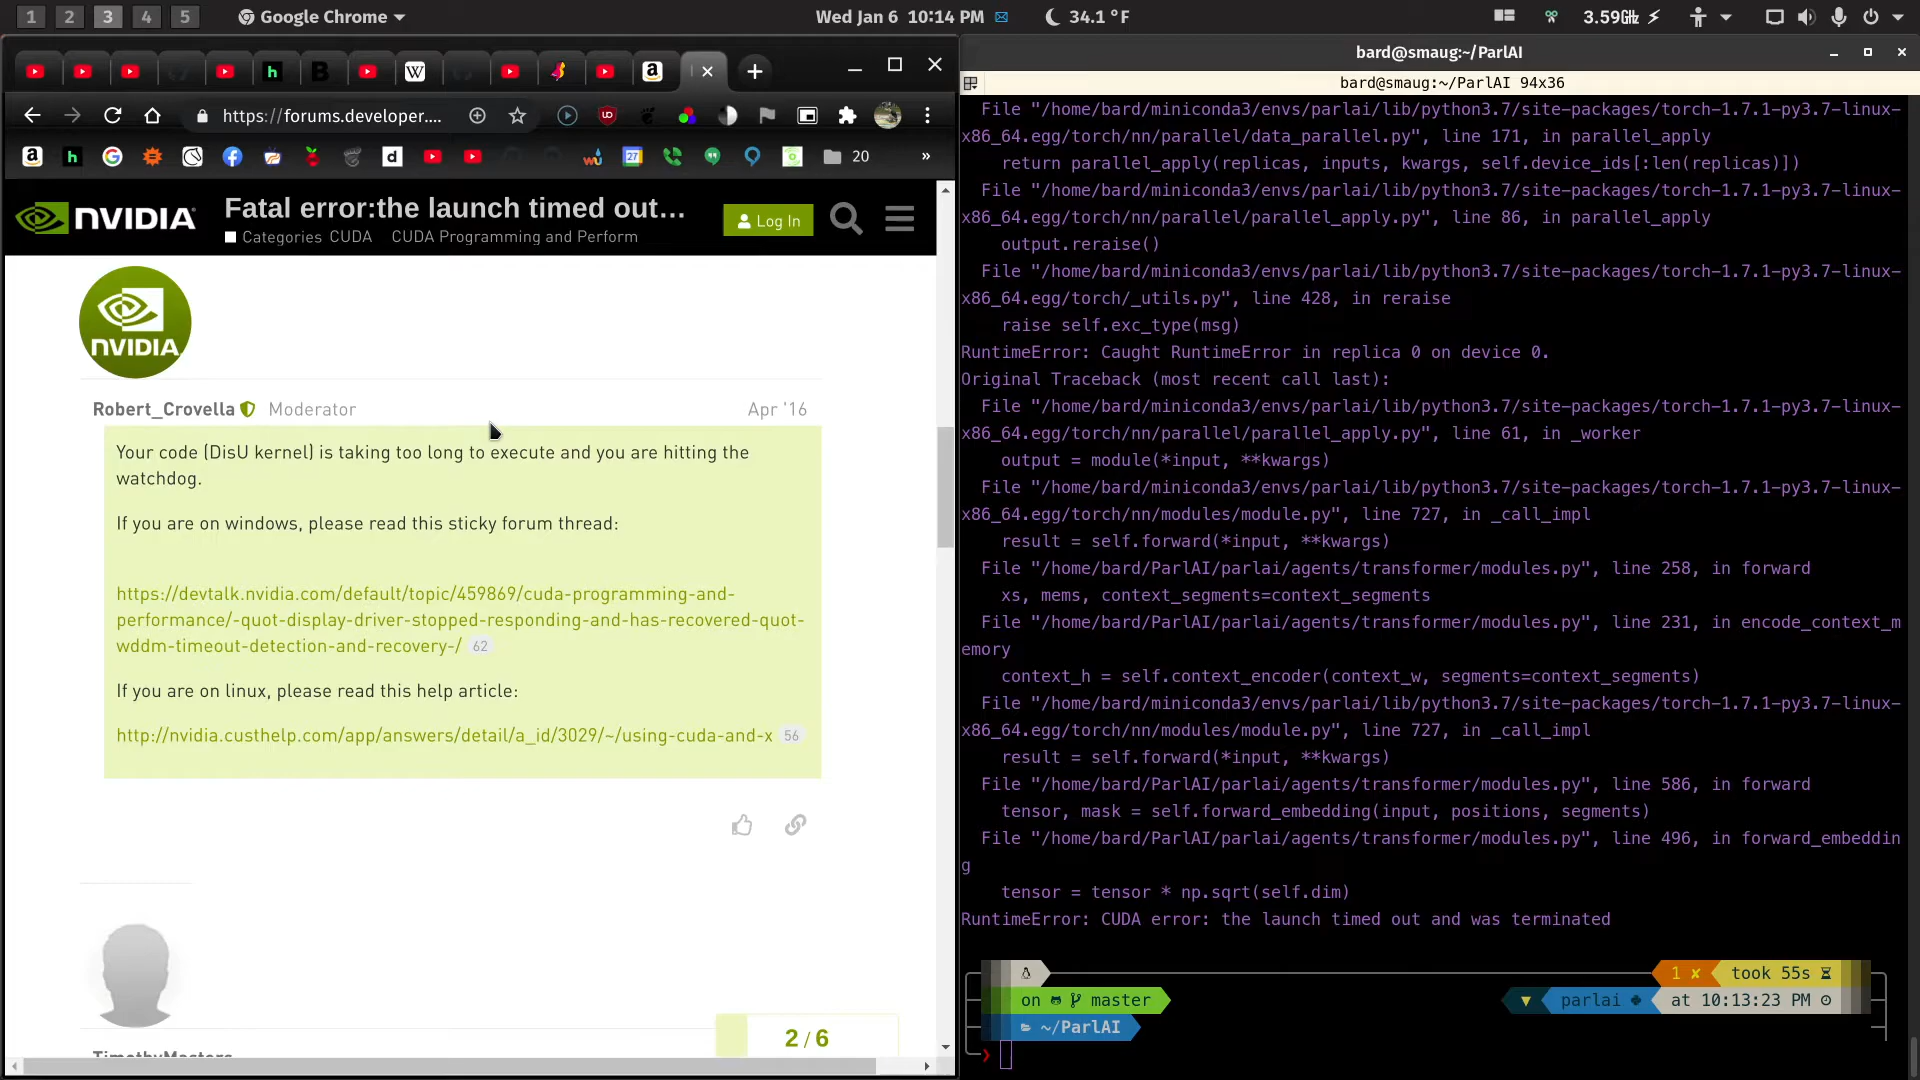 1 2 3 4 5 Google Chrome Wed Jan 6 10:14 PM 34.1 °F 3.59GHz
bard@smaug:~/ParlAI
bard@smaug:~/ParlAI 94x36
https://forums.developer....
27 20 »
NVIDIA
Fatal error:the launch timed out...
Categories CUDA CUDA Programming and Perform
Log In
NVIDIA
Robert_Crovella Moderator Apr '16
Your code (DisU kernel) is taking too long to execute and you are hitting the
watchdog.
If you are on windows, please read this sticky forum thread:
https://devtalk.nvidia.com/default/topic/459869/cuda-programming-and-
performance/-quot-display-driver-stopped-responding-and-has-recovered-quot-
wddm-timeout-detection-and-recovery-/ 62
If you are on linux, please read this help article:
http://nvidia.custhelp.com/app/answers/detail/a_id/3029/~/using-cuda-and-x 56
TimothyMasters
2 / 6
File "/home/bard/miniconda3/envs/parlai/lib/python3.7/site-packages/torch-1.7.1-py3.7-linux-
x86_64.egg/torch/nn/parallel/data_parallel.py", line 171, in parallel_apply
return parallel_apply(replicas, inputs, kwargs, self.device_ids[:len(replicas)])
File "/home/bard/miniconda3/envs/parlai/lib/python3.7/site-packages/torch-1.7.1-py3.7-linux-
x86_64.egg/torch/nn/parallel/parallel_apply.py", line 86, in parallel_apply
output.reraise()
File "/home/bard/miniconda3/envs/parlai/lib/python3.7/site-packages/torch-1.7.1-py3.7-linux-
x86_64.egg/torch/_utils.py", line 428, in reraise
raise self.exc_type(msg)
RuntimeError: Caught RuntimeError in replica 0 on device 0.
Original Traceback (most recent call last):
File "/home/bard/miniconda3/envs/parlai/lib/python3.7/site-packages/torch-1.7.1-py3.7-linux-
x86_64.egg/torch/nn/parallel/parallel_apply.py", line 61, in _worker
output = module(*input, **kwargs)
File "/home/bard/miniconda3/envs/parlai/lib/python3.7/site-packages/torch-1.7.1-py3.7-linux-
x86_64.egg/torch/nn/modules/module.py", line 727, in _call_impl
result = self.forward(*input, **kwargs)
File "/home/bard/ParlAI/parlai/agents/transformer/modules.py", line 258, in forward
xs, mems, context_segments=context_segments
File "/home/bard/ParlAI/parlai/agents/transformer/modules.py", line 231, in encode_context_m
emory
context_h = self.context_encoder(context_w, segments=context_segments)
File "/home/bard/miniconda3/envs/parlai/lib/python3.7/site-packages/torch-1.7.1-py3.7-linux-
x86_64.egg/torch/nn/modules/module.py", line 727, in _call_impl
result = self.forward(*input, **kwargs)
File "/home/bard/ParlAI/parlai/agents/transformer/modules.py", line 586, in forward
tensor, mask = self.forward_embedding(input, positions, segments)
File "/home/bard/ParlAI/parlai/agents/transformer/modules.py", line 496, in forward_embeddin
g
tensor = tensor * np.sqrt(self.dim)
RuntimeError: CUDA error: the launch timed out and was terminated
1 ✘ took 55s
on master parlai at 10:13:23 PM
~/ParlAI
❯